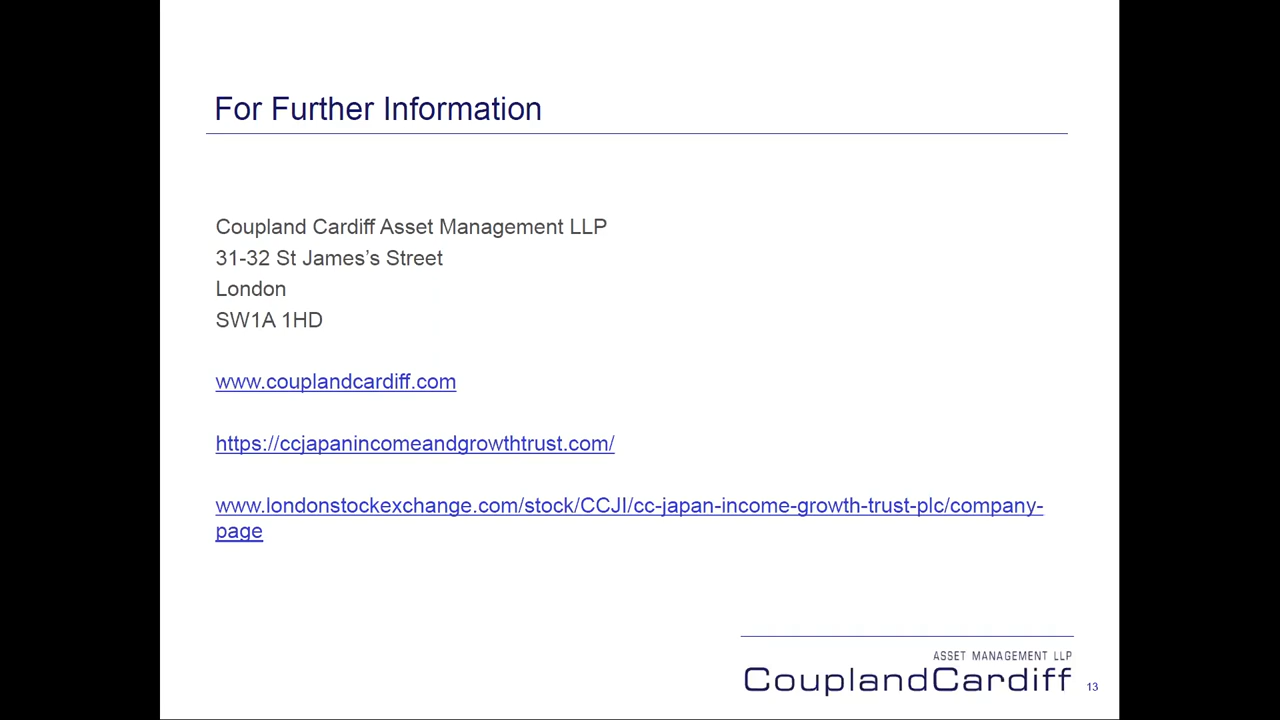 For Further Information
Coupland Cardiff Asset Management LLP
31-32 St James’s Street
London
SW1A 1HD
www.couplandcardiff.com
https://ccjapanincomeandgrowthtrust.com/
www.londonstockexchange.com/stock/CCJI/cc-japan-income-growth-trust-plc/company-
page
ASSET MANAGEMENT LLP
CouplandCardiff
13